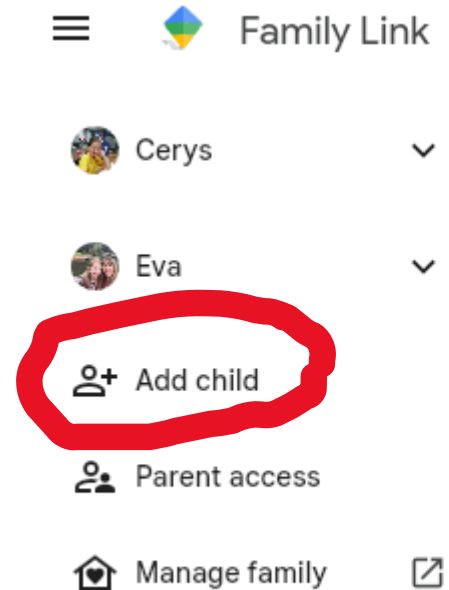 Family Link
Cerys
Eva
Add child
Parent access
Manage family